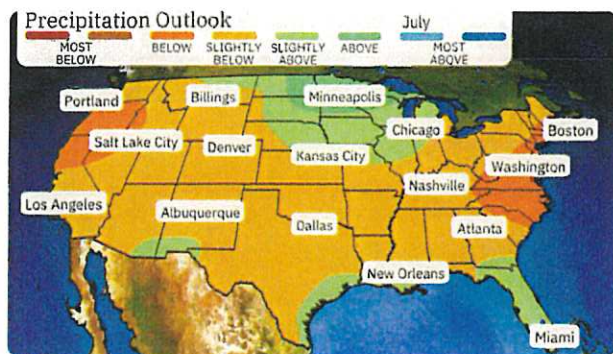 Precipitation Outlook
July
MOST BELOW
BELOW
SLIGHTLY BELOW
SLIGHTLY ABOVE
ABOVE
MOST ABOVE
Portland
Billings
Minneapolis
Boston
Salt Lake City
Denver
Kansas City
Chicago
Washington
Los Angeles
Albuquerque
Dallas
Nashville
Atlanta
New Orleans
Miami